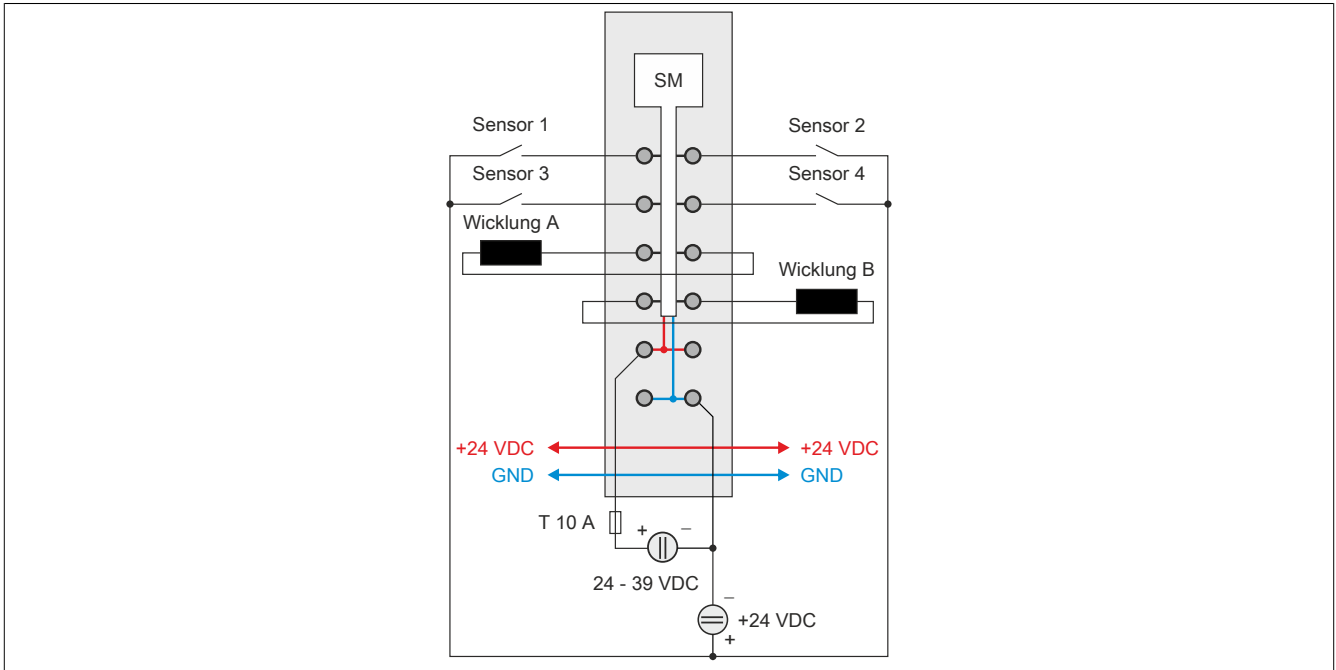 SM
Sensor 1
Sensor 2
Sensor 3
Sensor 4
Wicklung A
Wicklung B
+24 VDC
+24 VDC
GND
GND
T 10 A
+
–
24 - 39 VDC
–
+24 VDC
+